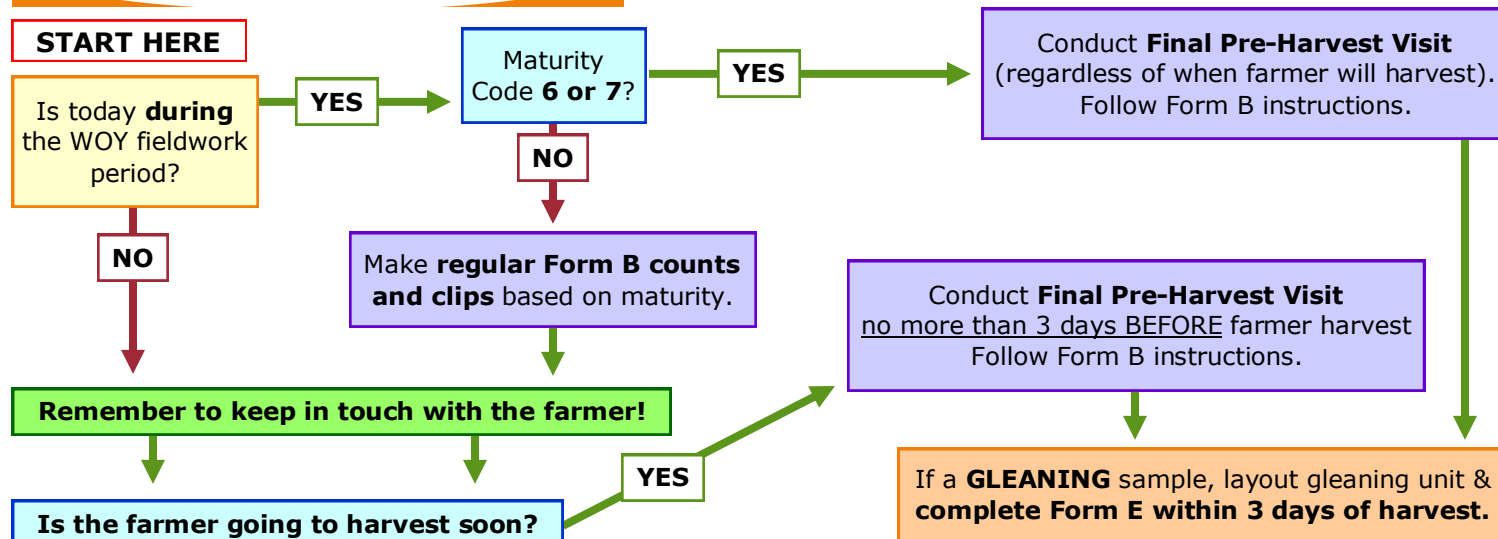 START HERE
Is today during
the WOY fieldwork
period?
YES
Maturity
Code 6 or 7?
YES
Conduct Final Pre-Harvest Visit
(regardless of when farmer will harvest).
Follow Form B instructions.
NO
NO
Make regular Form B counts
and clips based on maturity.
Conduct Final Pre-Harvest Visit
no more than 3 days BEFORE farmer harvest
Follow Form B instructions.
Remember to keep in touch with the farmer!
YES
Is the farmer going to harvest soon?
If a GLEANING sample, layout gleaning unit &
complete Form E within 3 days of harvest.